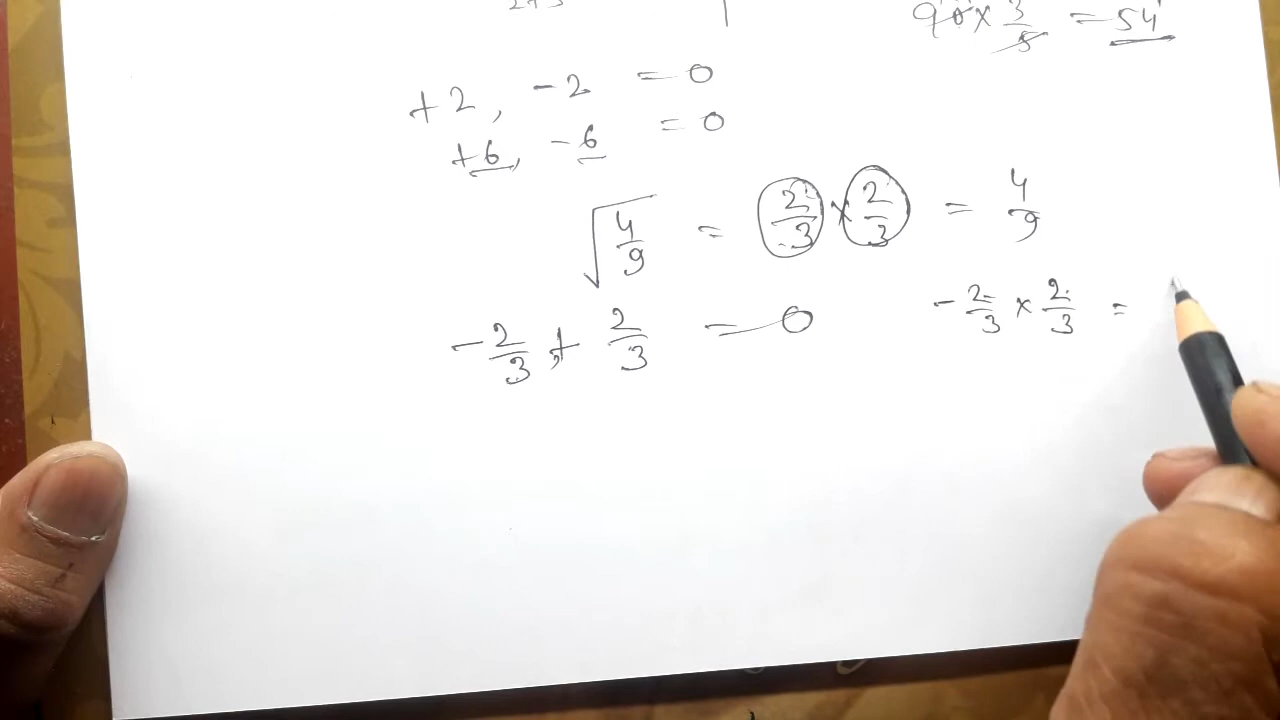 90 × 3/5 = 54
+2, -2 = 0
+6, -6 = 0
√4/9 = 2/3 × 2/3 = 4/9
-2/3, + 2/3 = 0
-2/3 × 2/3 =